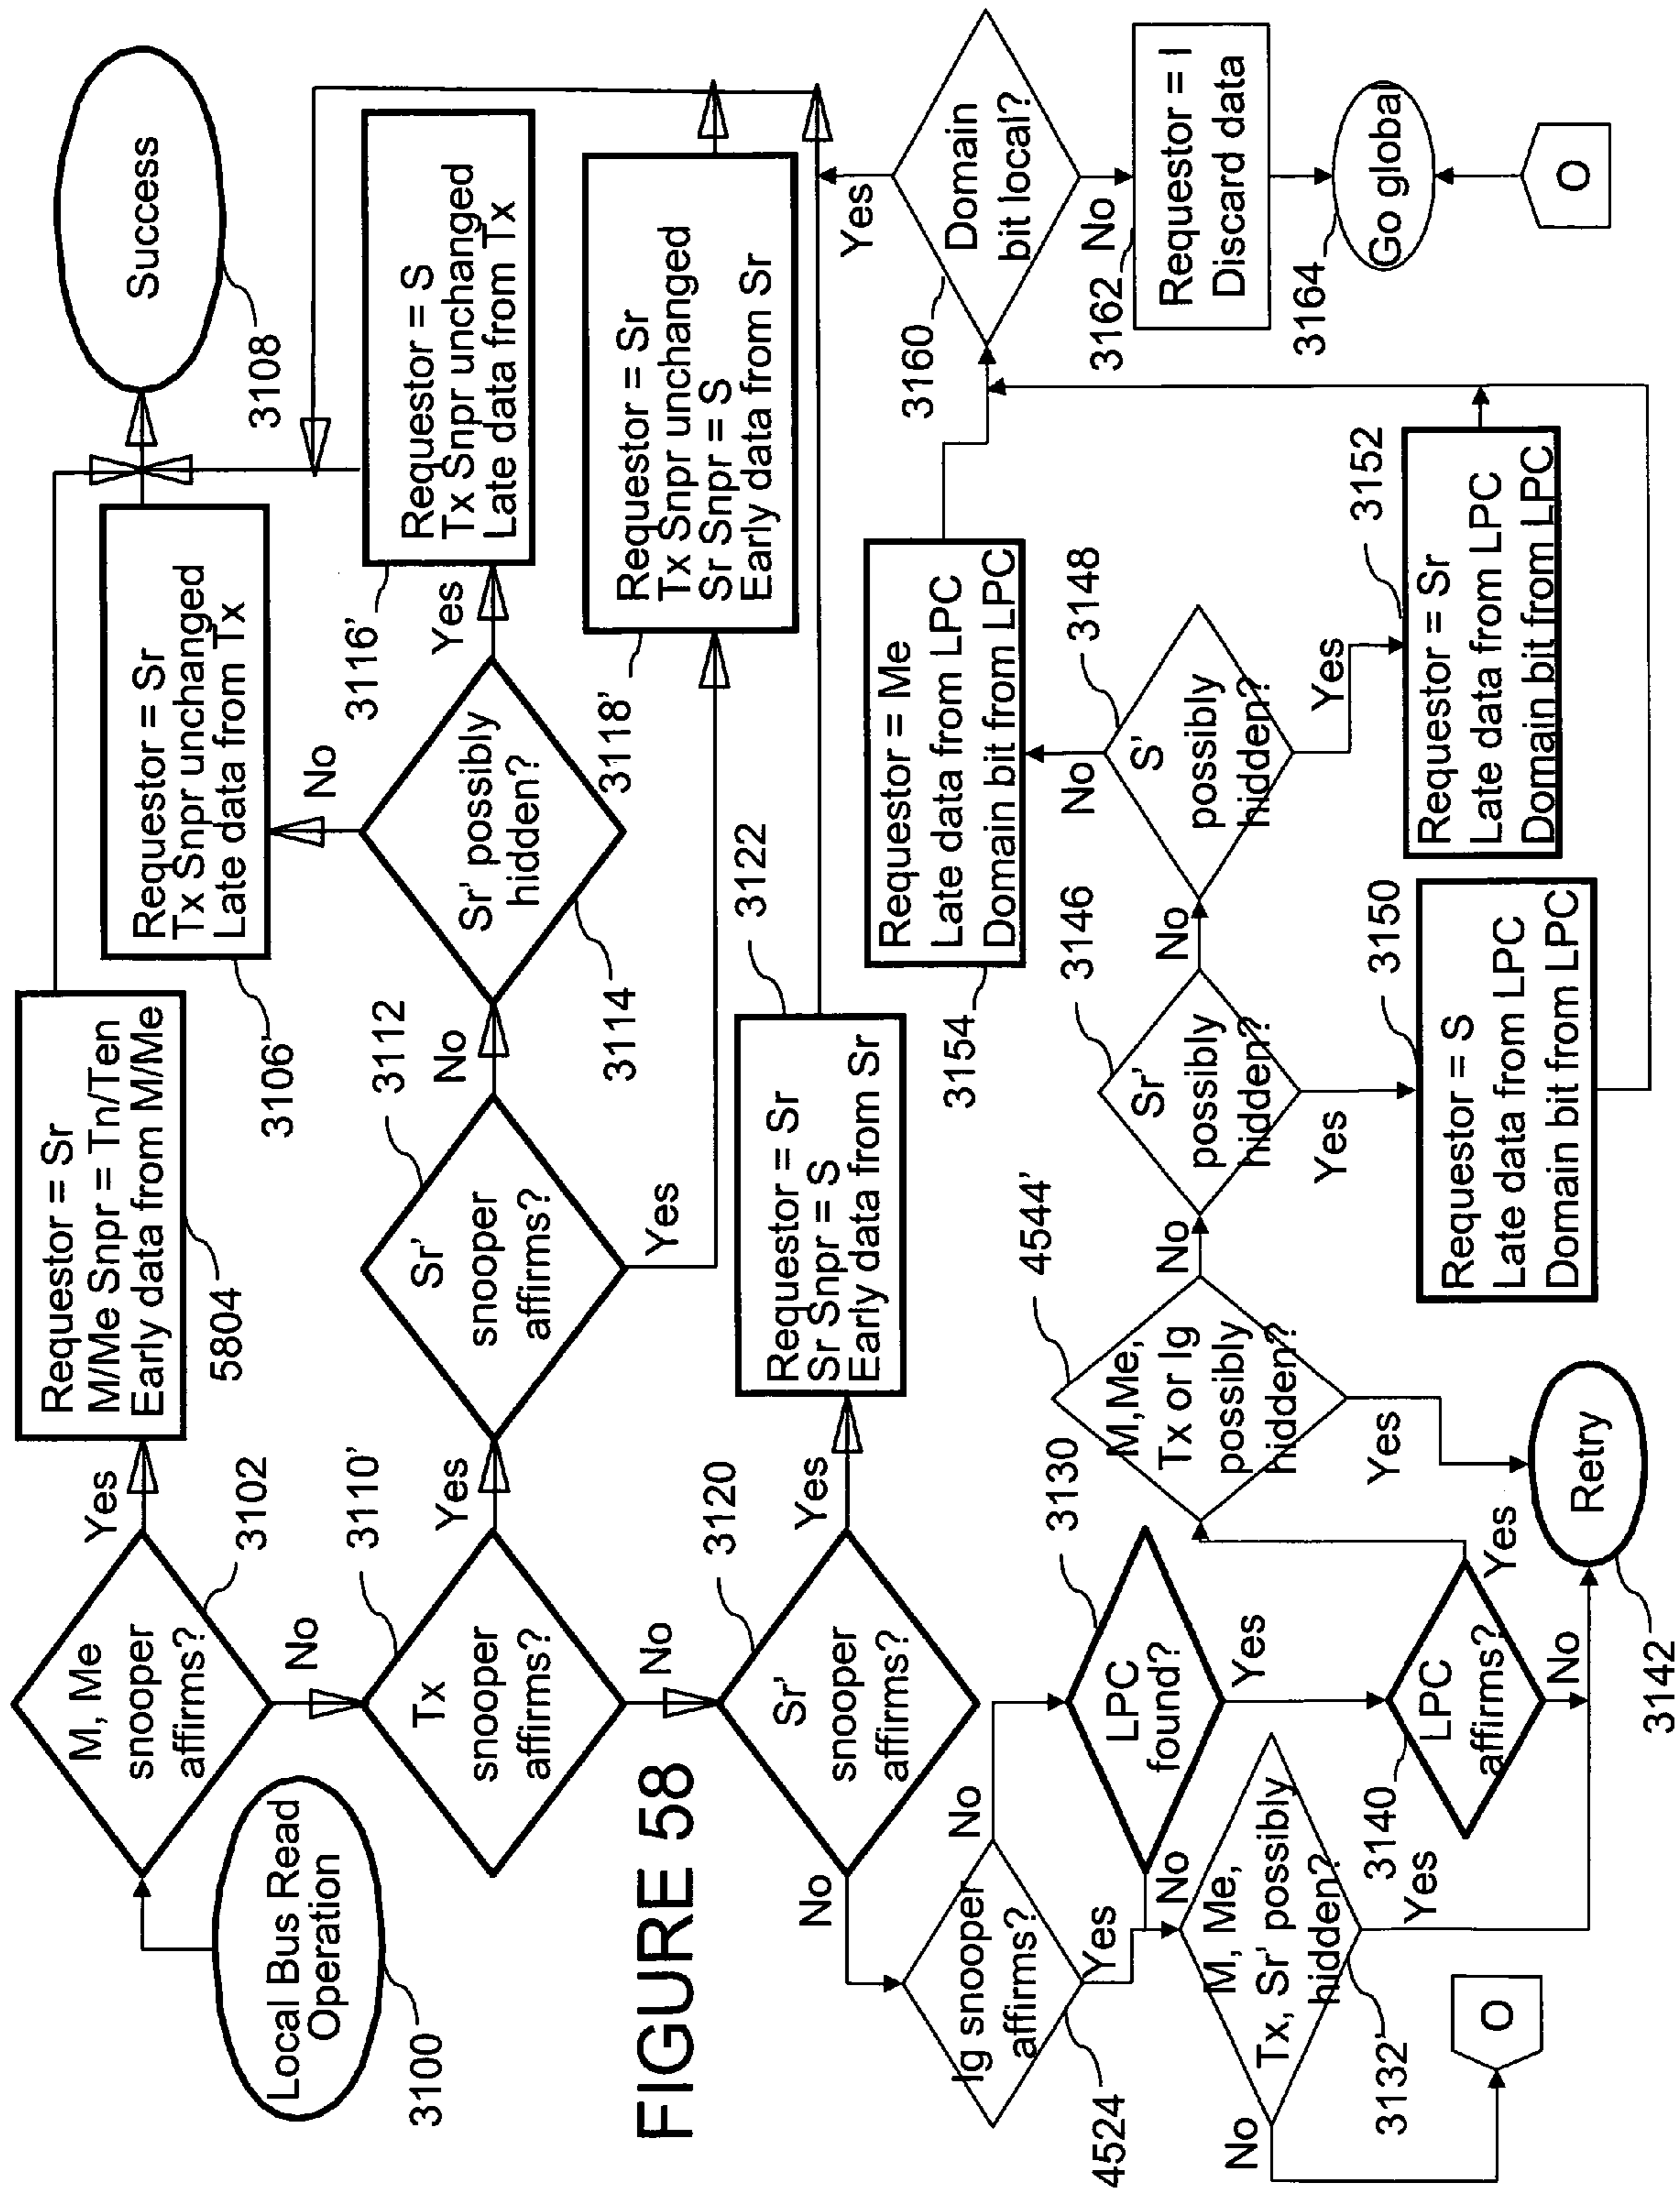 Local Bus Read
Operation
3100
M, Me
snooper
affirms?
3102
Yes
No
Requestor = Sr
M/Me Snpr = Tn/Ten
Early data from M/Me
5804
Requestor = Sr
Tx Snpr unchanged
Late data from Tx
3106'
Success
3108
Tx
snooper
affirms?
3110'
Yes
No
Sr'
snooper
affirms?
3112
No
Yes
Sr' possibly
hidden?
3114
No
Yes
Requestor = S
Tx Snpr unchanged
Late data from Tx
3116'
Requestor = Sr
Tx Snpr unchanged
Sr Snpr = S
Early data from Sr
3118'
FIGURE 58
Sr'
snooper
affirms?
3120
Yes
No
Requestor = Sr
Sr Snpr = S
Early data from Sr
3122
Ig snooper
affirms?
4524
No
Yes
LPC
found?
3130
No
Yes
M, Me,
Tx, Sr' possibly
hidden?
3132'
No
Yes
O
LPC
affirms?
3140
Yes
No
Retry
3142
M,Me,
Tx or Ig
possibly
hidden?
4544'
No
Yes
Sr'
possibly
hidden?
3146
No
Yes
S'
possibly
hidden?
3148
No
Yes
Requestor = S
Late data from LPC
Domain bit from LPC
3150
Requestor = Sr
Late data from LPC
Domain bit from LPC
3152
Requestor = Me
Late data from LPC
Domain bit from LPC
3154
Domain
bit local?
3160
Yes
No
Requestor = I
Discard data
3162
Go global
3164
O